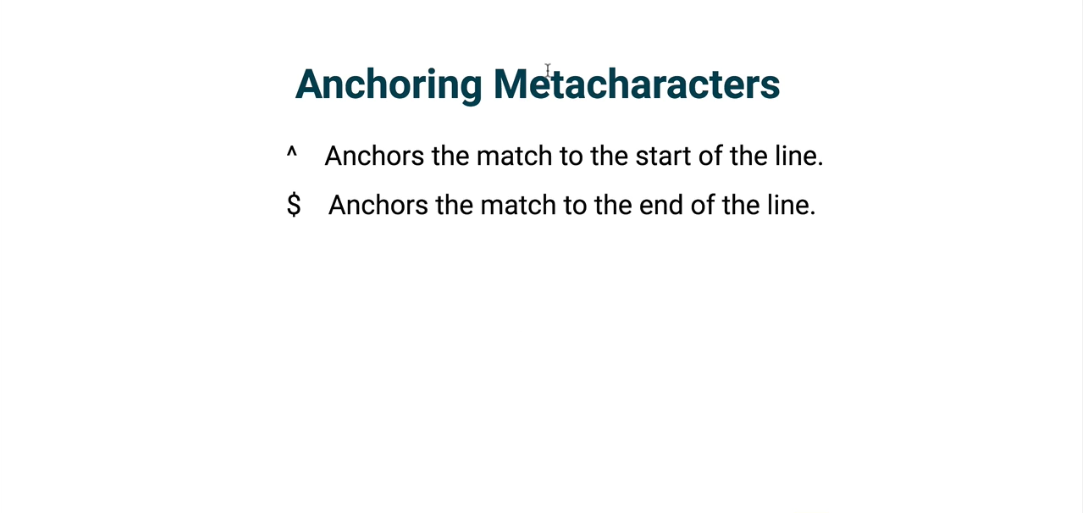 Anchoring Metacharacters
^ Anchors the match to the start of the line.
$ Anchors the match to the end of the line.